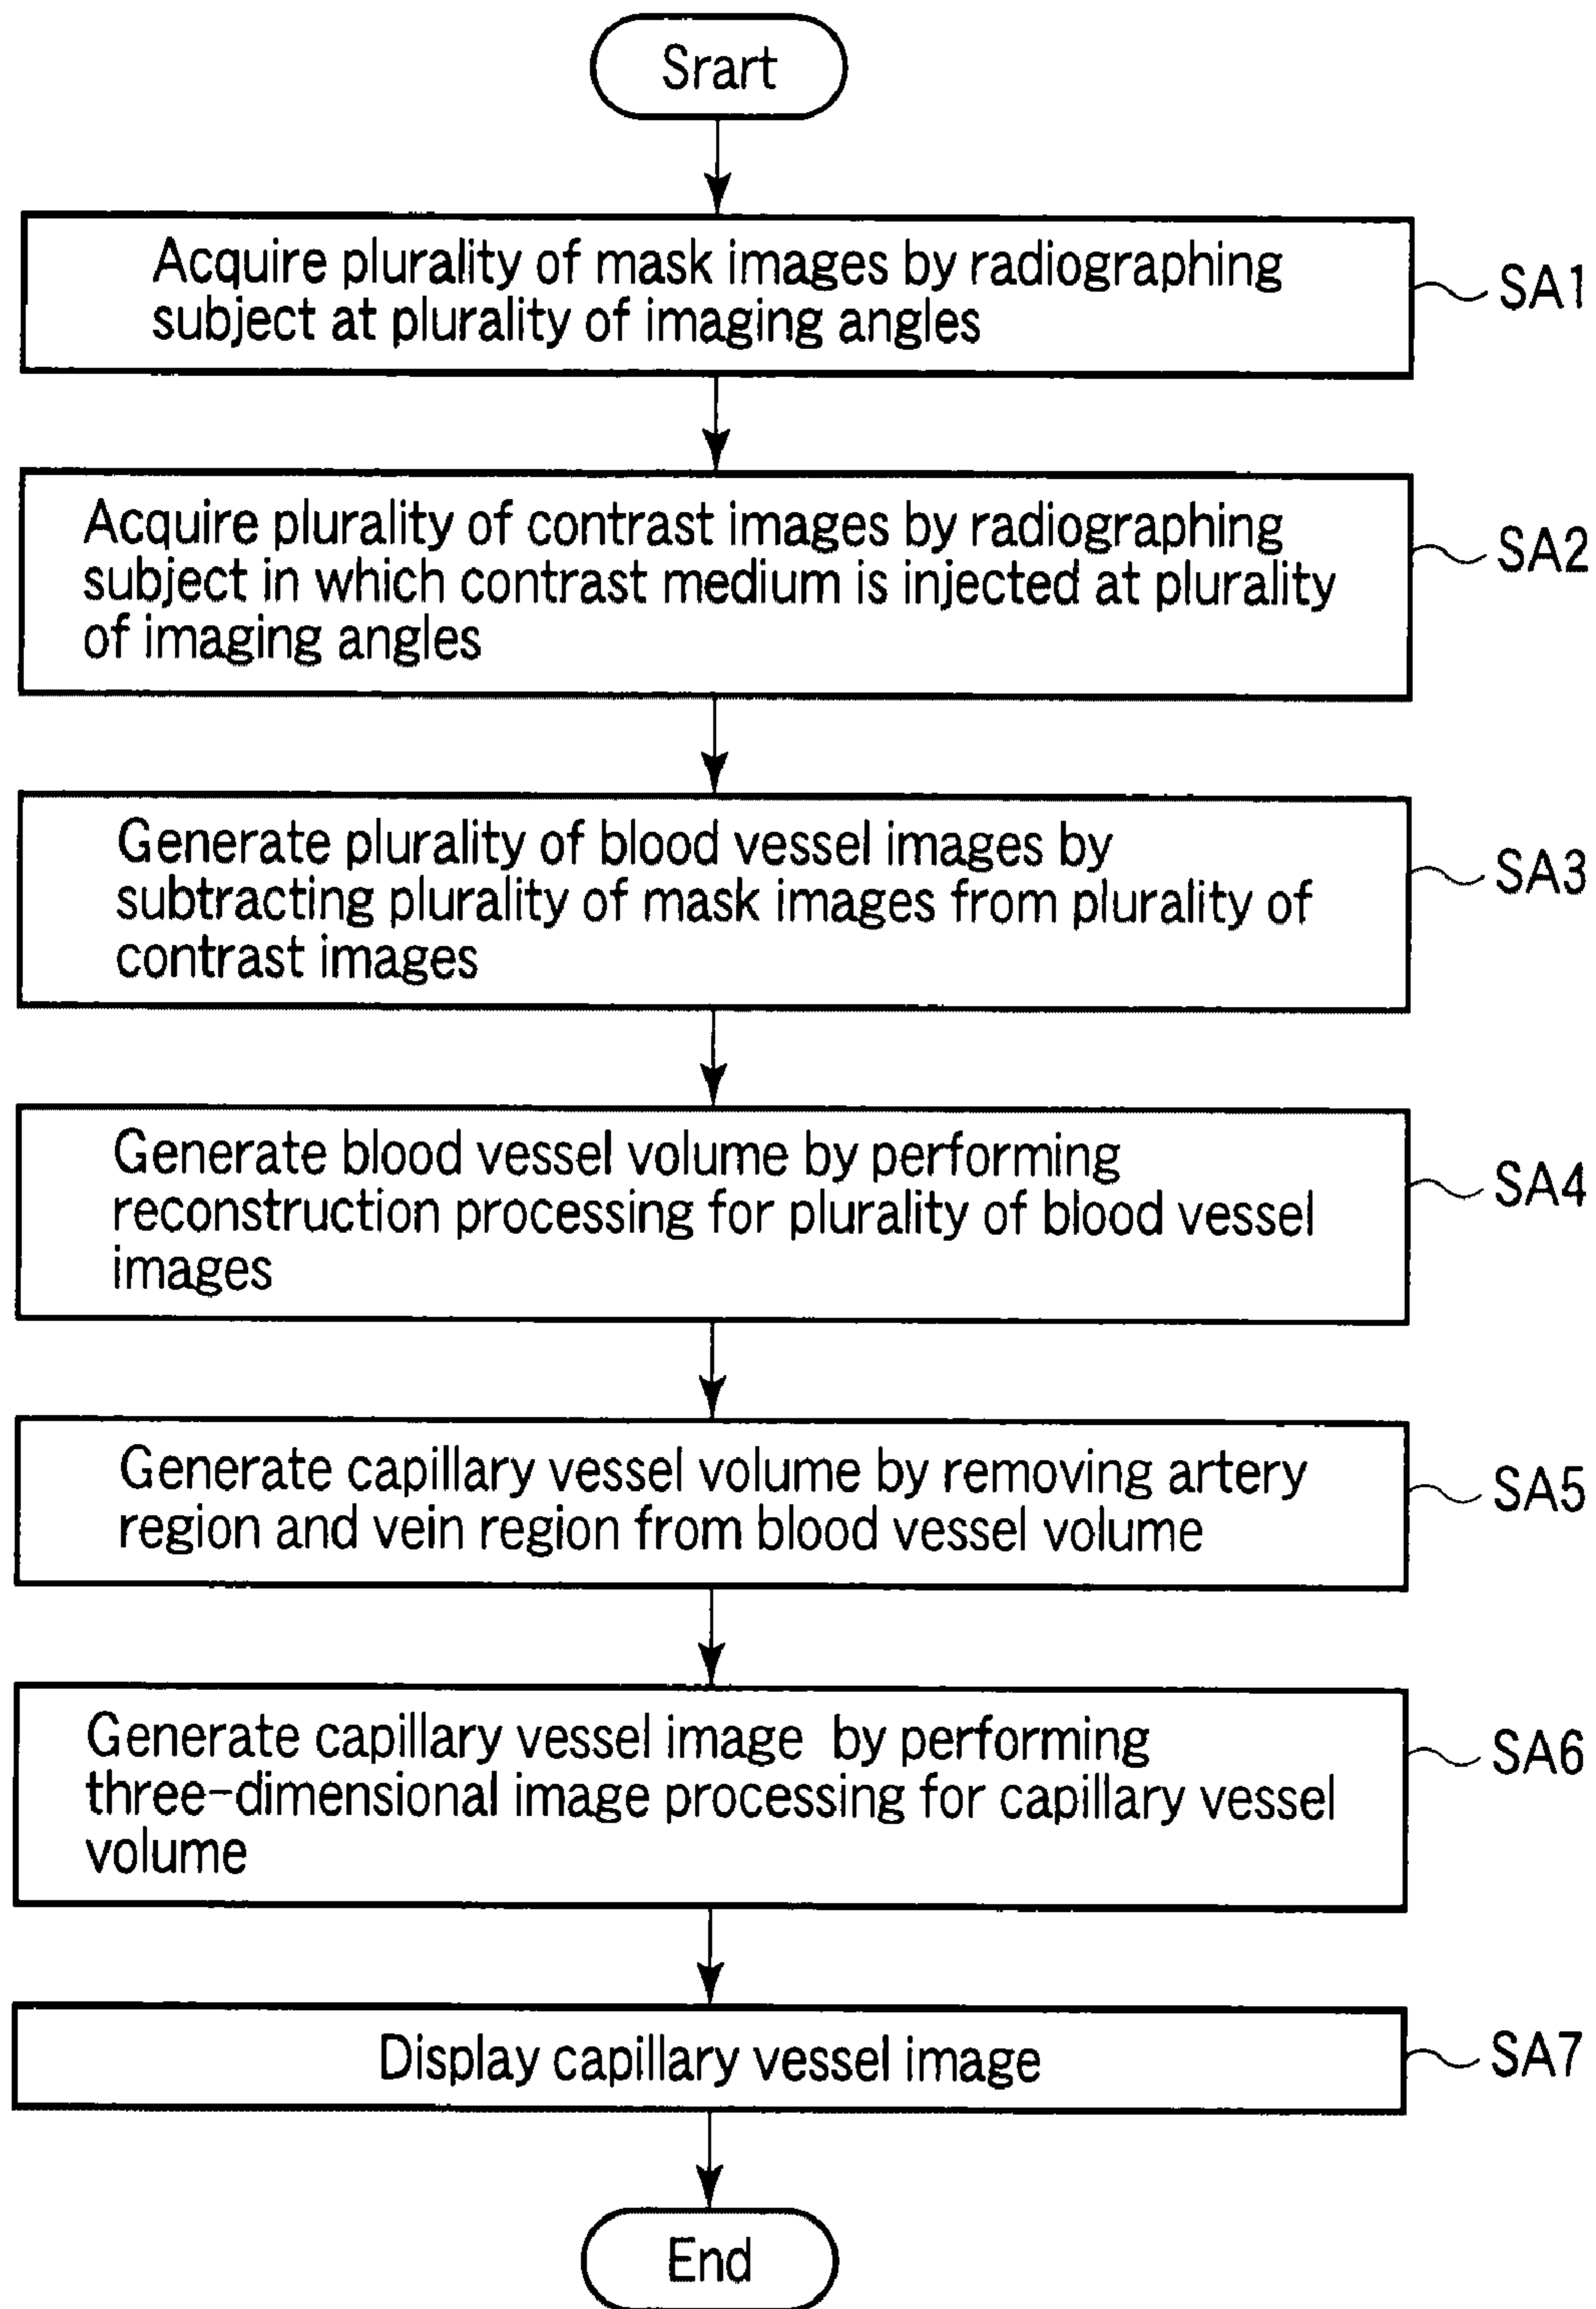 Srart
Acquire plurality of mask images by radiographing
subject at plurality of imaging angles
SA1
Acquire plurality of contrast images by radiographing
subject in which contrast medium is injected at plurality
of imaging angles
SA2
Generate plurality of blood vessel images by
subtracting plurality of mask images from plurality of
contrast images
SA3
Generate blood vessel volume by performing
reconstruction processing for plurality of blood vessel
images
SA4
Generate capillary vessel volume by removing artery
region and vein region from blood vessel volume
SA5
Generate capillary vessel image by performing
three-dimensional image processing for capillary vessel
volume
SA6
Display capillary vessel image
SA7
End